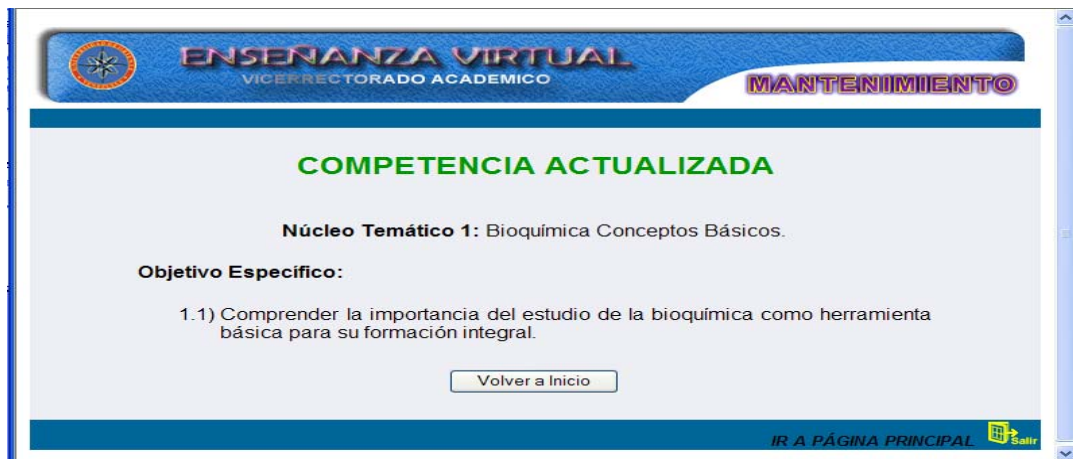 ENSEÑANZA VIRTUAL
VICERRECTORADO ACADEMICO
MANTENIMIENTO
COMPETENCIA ACTUALIZADA
Núcleo Temático 1: Bioquímica Conceptos Básicos.
Objetivo Específico:
1.1) Comprender la importancia del estudio de la bioquímica como herramienta
básica para su formación integral.
Volver a Inicio
IR A PÁGINA PRINCIPAL
Salir